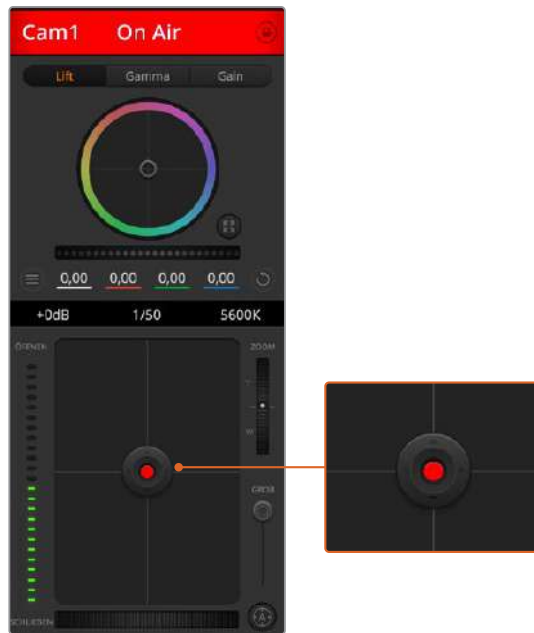 Cam1 On Air
Lift Gamma Gain
0,00 0,00 0,00 0,00
+0dB 1/50 5600K
ÖFFNEN ZOOM
T
W
GROB
SCHLIESSEN A